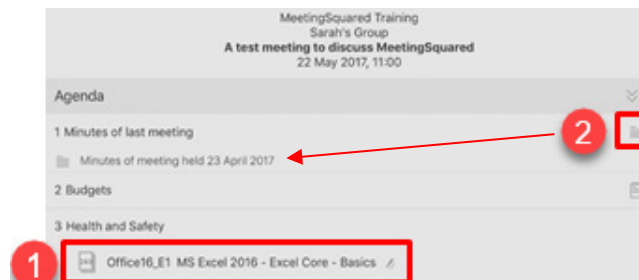 MeetingSquared Training
Sarah's Group
A test meeting to discuss MeetingSquared
22 May 2017, 11:00
Agenda
1 Minutes of last meeting
2
Minutes of meeting held 23 April 2017
2 Budgets
3 Health and Safety
1
Office16_E1 MS Excel 2016 - Excel Core - Basics